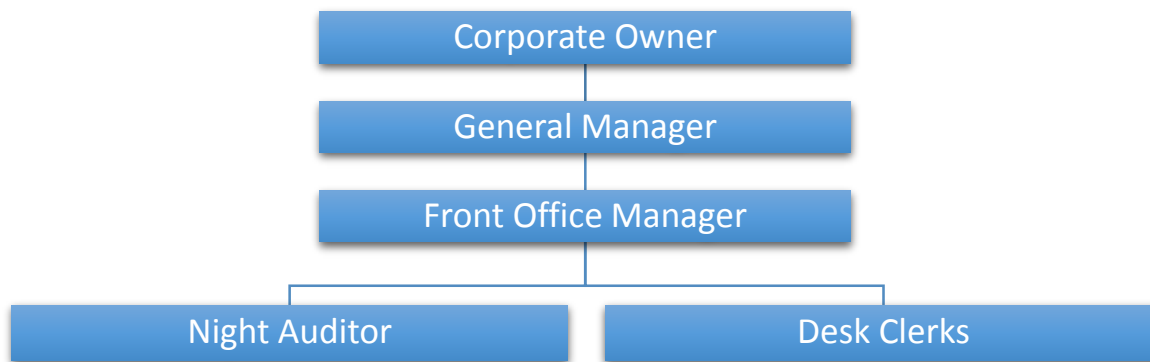 Corporate Owner
General Manager
Front Office Manager
Night Auditor
Desk Clerks